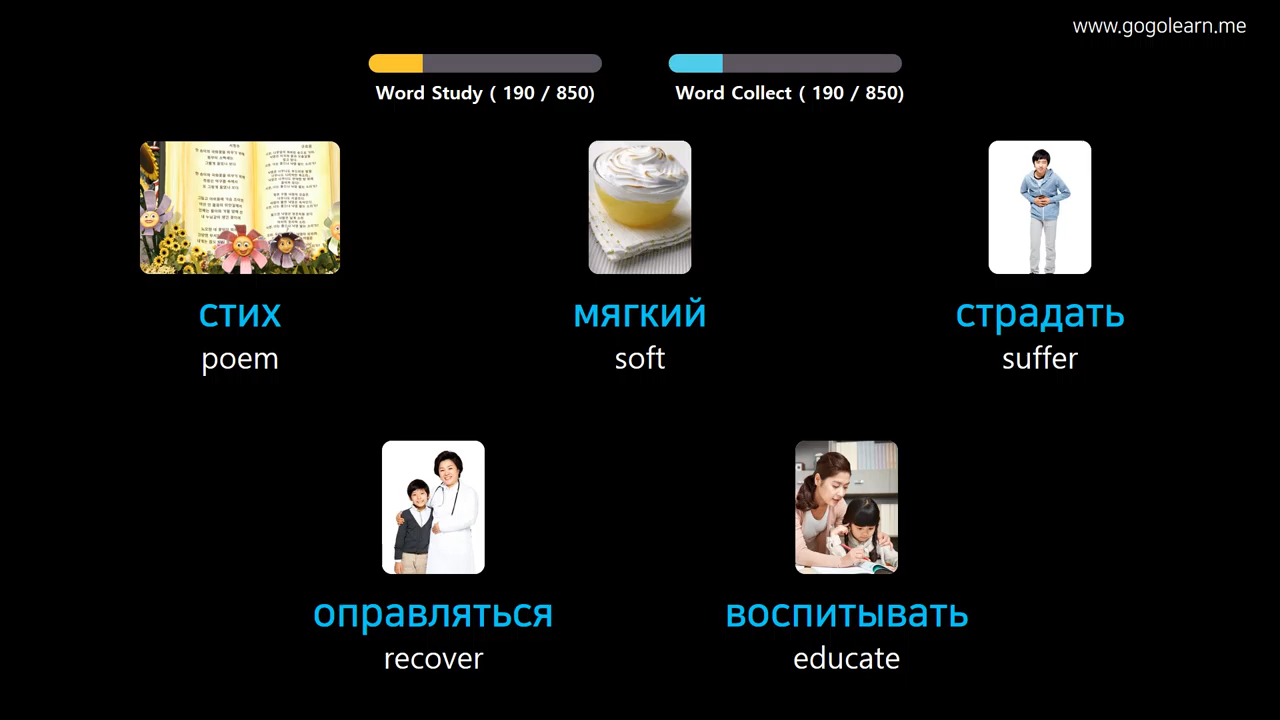 www.gogolearn.me
Word Study ( 190 / 850)
Word Collect ( 190 / 850)
стих
poem
мягкий
soft
страдать
suffer
оправляться
recover
воспитывать
educate